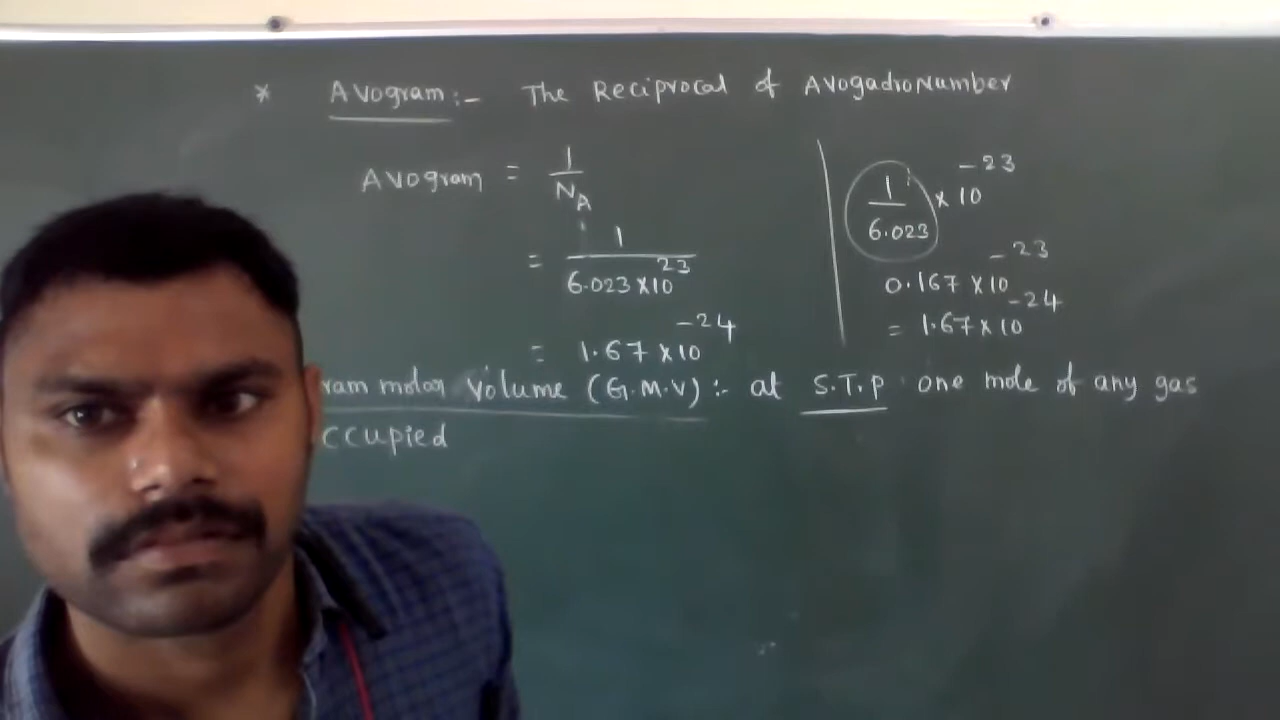 * Avogram :- The Reciprocal of Avogadro Number
Avogram = 1/N_A
= 1/6.023×10^23
= 1.67×10^-24
1/6.023 × 10^-23
0.167×10^-23
= 1.67×10^-24
ram molar volume (G.M.V) :- at S.T.P one mole of any gas
ccupied